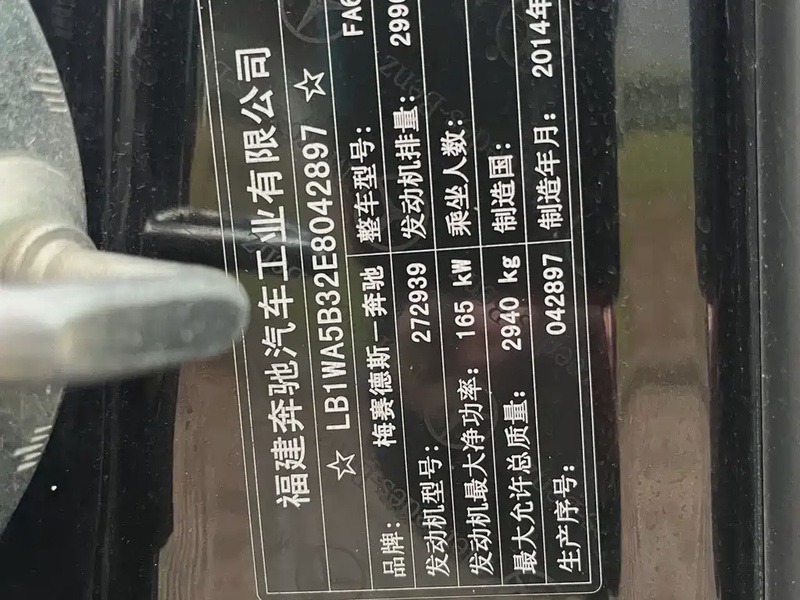 福建奔驰汽车工业有限公司
☆ LB1WA5B32E8042897 ☆
品牌: 梅赛德斯－奔驰 整车型号: FA6
发动机型号: 272939 发动机排量: 299
发动机最大净功率: 165 kW 乘坐人数:
最大允许总质量: 2940 kg 制造国:
生产序号: 042897 制造年月: 2014年